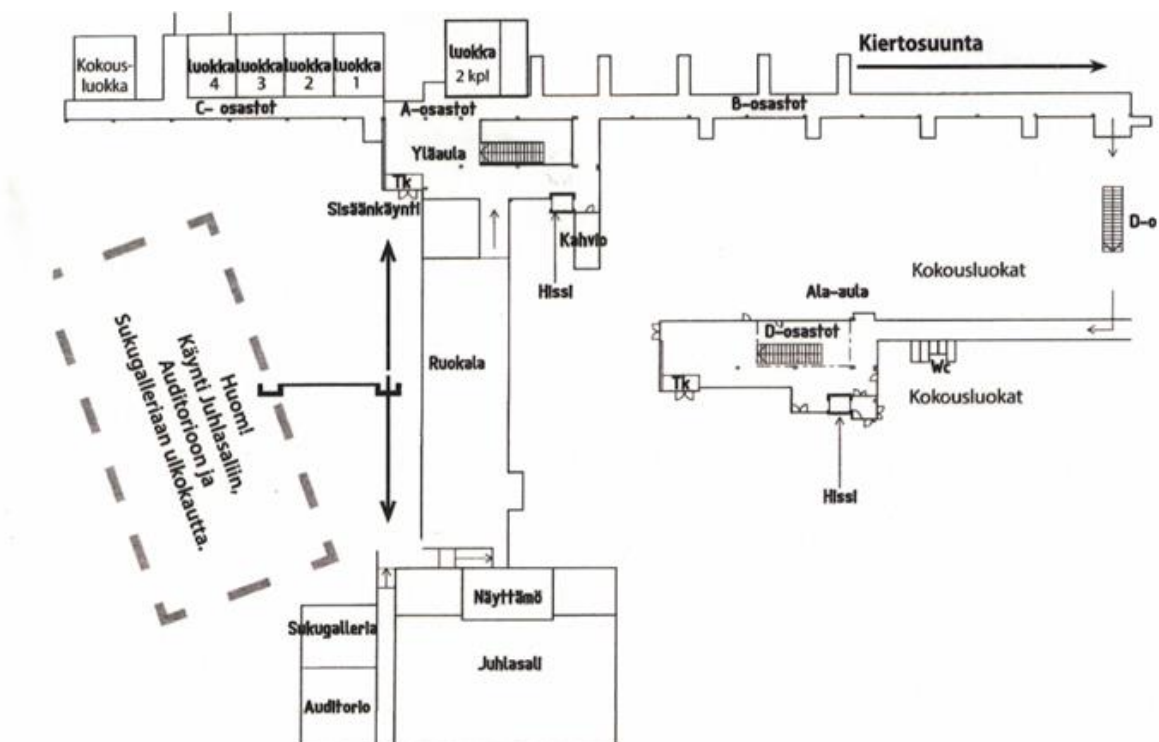 Kokous-
luokka
luokka
4
luokka
3
luokka
2
luokka
1
luokka
2 kpl
Kiertosuunta
C- osastot
A-osastot
B-osastot
Yläaula
Tk
Sisäänkäynti
Kahvio
Hissi
D-o
Kokousluokat
Ala-aula
D-osastot
Wc
Tk
Kokousluokat
Hissi
Ruokala
Huom!
Käynti Juhlasaliin,
Auditorioon ja
Sukugalleriaan ulkokautta.
Näyttämö
Sukugalleria
Juhlasali
Auditorio